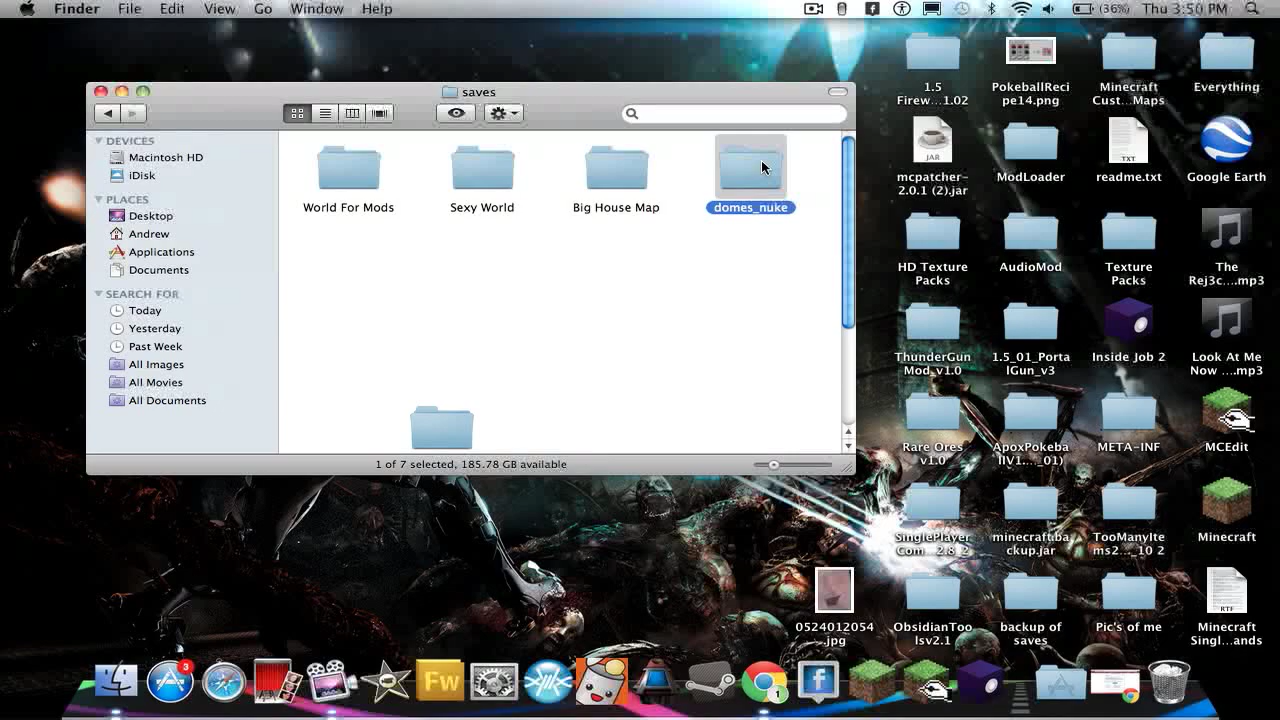 Finder File Edit View Go Window Help (36%) Thu 3:50 PM
saves
DEVICES
Macintosh HD
iDisk
PLACES
Desktop
Andrew
Applications
Documents
SEARCH FOR
Today
Yesterday
Past Week
All Images
All Movies
All Documents
World For Mods
Sexy World
Big House Map
domes_nuke
1 of 7 selected, 185.78 GB available
1.5
Firew...1.02
PokeballReci
pe14.png
Minecraft
Cust...Maps
Everything
JAR
mcpatcher-
2.0.1 (2).jar
ModLoader
TXT
readme.txt
Google Earth
HD Texture
Packs
AudioMod
Texture
Packs
The
Rej3c....mp3
ThunderGun
Mod_v1.0
1.5_01_Porta
lGun_v3
Inside Job 2
Look At Me
Now ....mp3
Rare Ores
v1.0
ApoxPokeba
llV1...._01)
META-INF
MCEdit
SinglePlayer
Com...2.8_2
minecraft.ba
ckup.jar
TooManyIte
ms2..._10 2
Minecraft
0524012054
.jpg
ObsidianToo
lsv2.1
backup of
saves
Pic's of me
RTF
Minecraft
Singl...ands
3
Fw
1
f